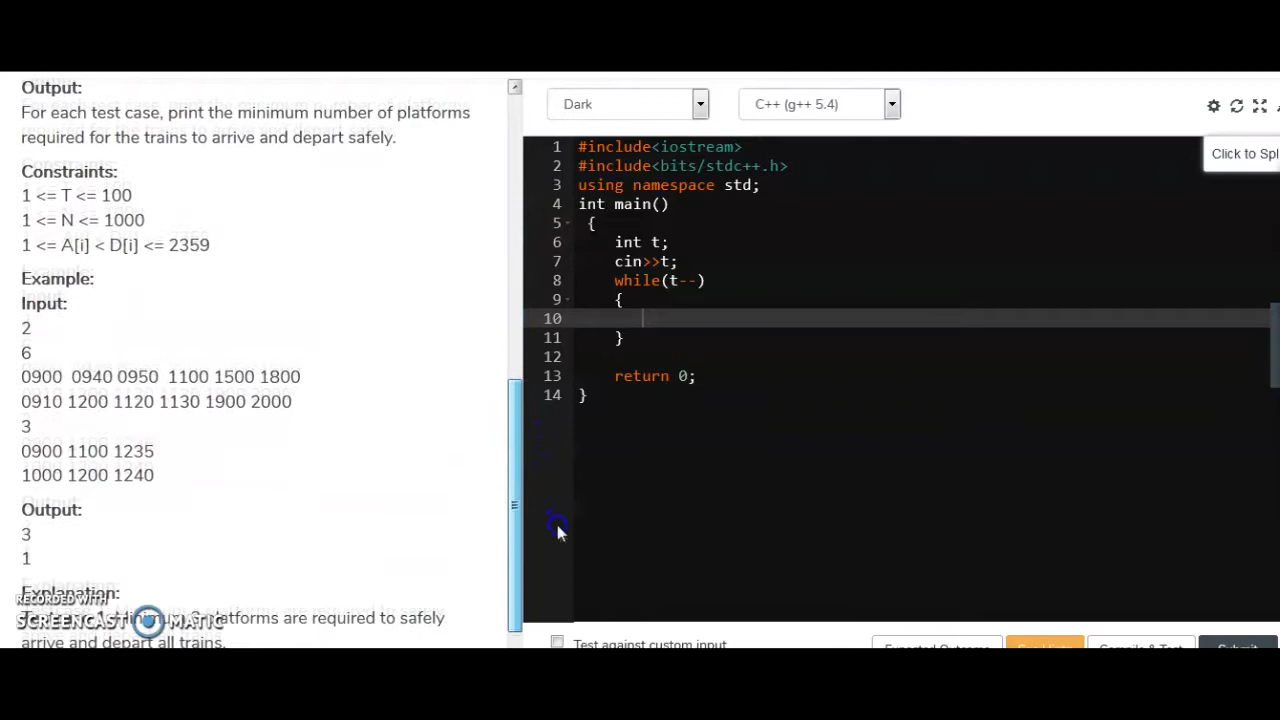 Output:
For each test case, print the minimum number of platforms
required for the trains to arrive and depart safely.
Constraints:
1 <= T <= 100
1 <= N <= 1000
1 <= A[i] < D[i] <= 2359
Example:
Input:
2
6
0900  0940 0950  1100 1500 1800
0910 1200 1120 1130 1900 2000
3
0900 1100 1235
1000 1200 1240
Output:
3
1
Explanation:
platforms are required to safely
arrive and depart all trains.
RECORDED WITH
SCREENCAST MATIC
Dark
C++ (g++ 5.4)
Click to Spl
1 #include<iostream>
2 #include<bits/stdc++.h>
3 using namespace std;
4 int main()
5 {
6 int t;
7 cin>>t;
8 while(t--)
9 {
10
11 }
12
13 return 0;
14 }
Test against custom input
Expected Outcome
Compile & Test
Submit